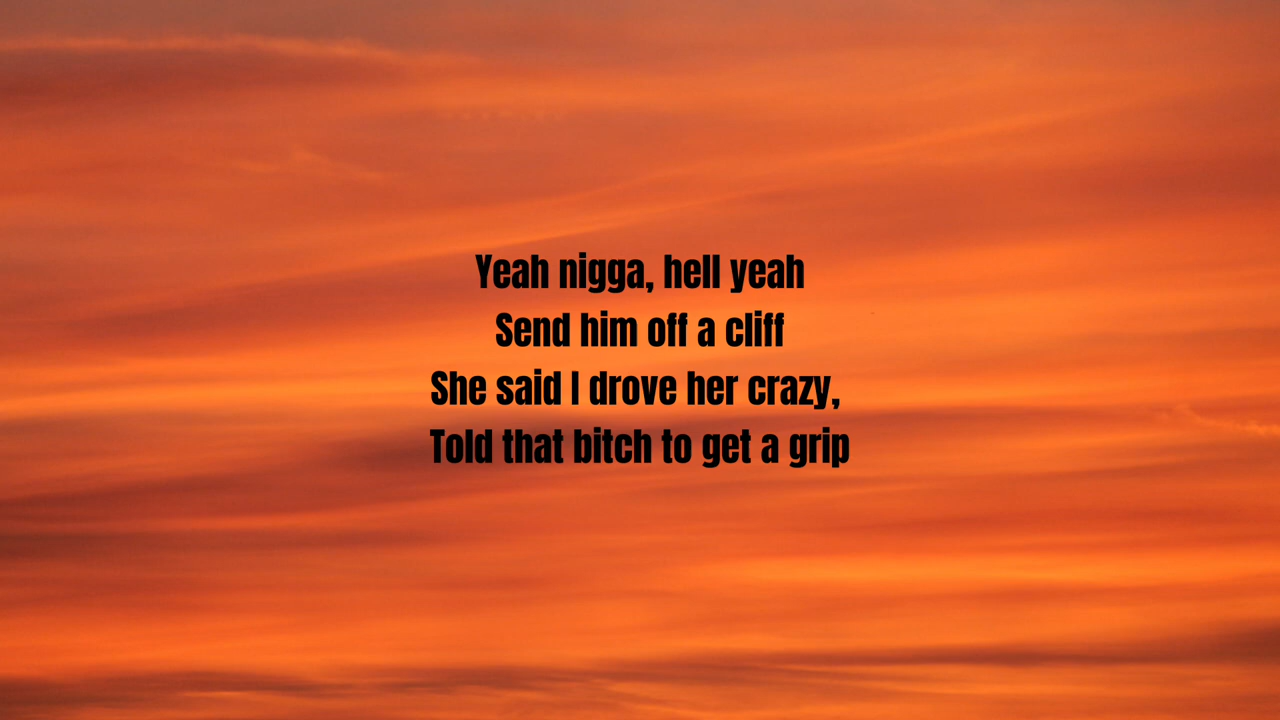 Yeah nigga, hell yeah
Send him off a cliff
She said I drove her crazy,
Told that bitch to get a grip